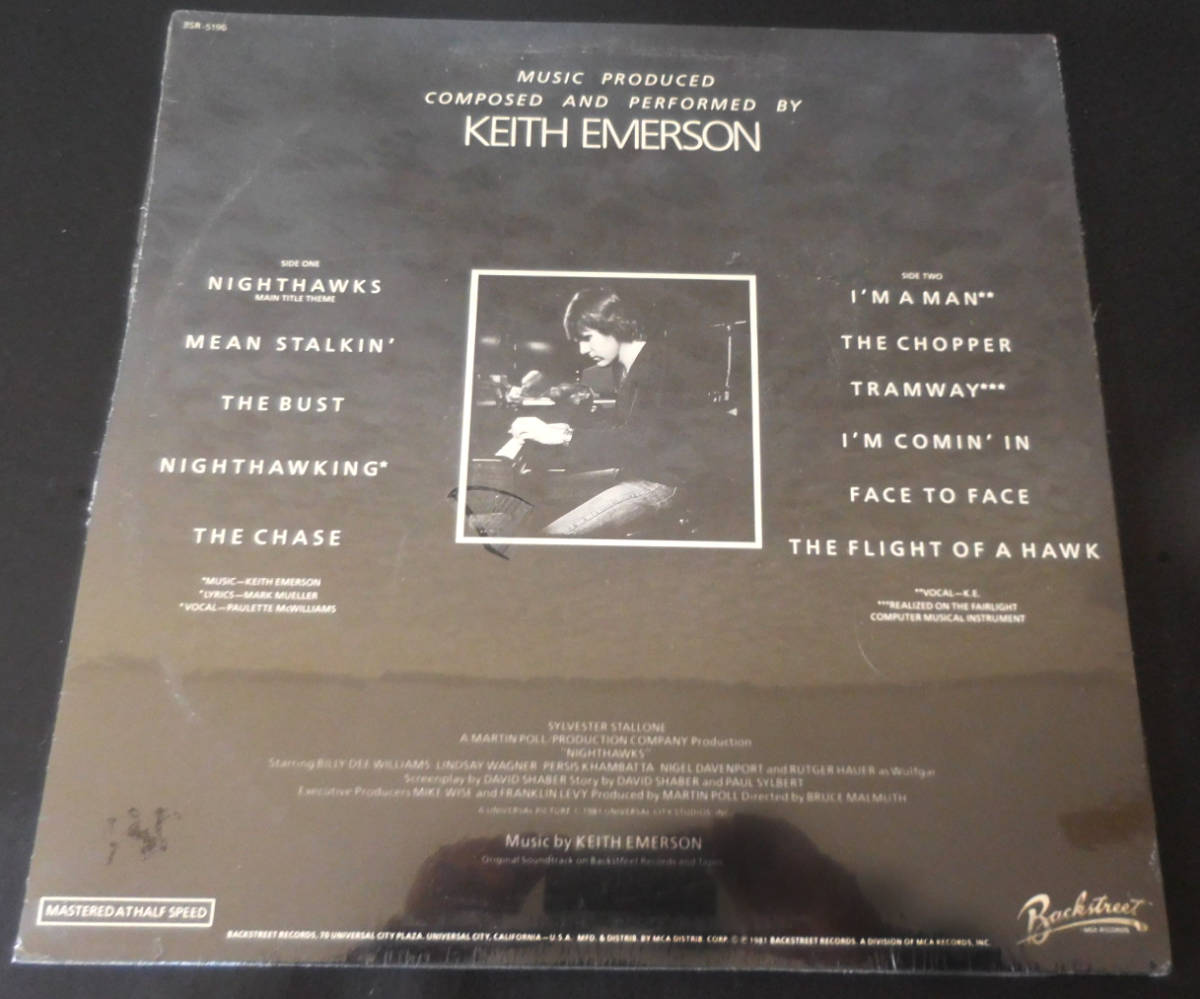 BSR-5196
MUSIC PRODUCED
COMPOSED AND PERFORMED BY
KEITH EMERSON
SIDE ONE
NIGHTHAWKS
MAIN TITLE THEME
MEAN STALKIN'
THE BUST
NIGHTHAWKING*
THE CHASE
*MUSIC—KEITH EMERSON
*LYRICS—MARK MUELLER
*VOCAL—PAULETTE McWILLIAMS
SIDE TWO
I'M A MAN**
THE CHOPPER
TRAMWAY***
I'M COMIN' IN
FACE TO FACE
THE FLIGHT OF A HAWK
**VOCAL—K.E.
***REALIZED ON THE FAIRLIGHT
COMPUTER MUSICAL INSTRUMENT
SYLVESTER STALLONE
A MARTIN POLL/PRODUCTION COMPANY Production
"NIGHTHAWKS"
Starring BILLY DEE WILLIAMS LINDSAY WAGNER PERSIS KHAMBATTA NIGEL DAVENPORT and RUTGER HAUER as Wulfgar
Screenplay by DAVID SHABER Story by DAVID SHABER and PAUL SYLBERT
Executive Producers MIKE WISE and FRANKLIN LEVY Produced by MARTIN POLL Directed by BRUCE MALMUTH
A UNIVERSAL PICTURE © 1981 UNIVERSAL CITY STUDIOS, INC.
Music by KEITH EMERSON
Original Soundtrack on Backstreet Records and Tapes
MASTERED AT HALF SPEED
Backstreet
MCA RECORDS
BACKSTREET RECORDS, 70 UNIVERSAL CITY PLAZA, UNIVERSAL CITY, CALIFORNIA—U.S.A. MFD. & DISTRIB. BY MCA DISTRIB. CORP. © ℗ 1981 BACKSTREET RECORDS, A DIVISION OF MCA RECORDS, INC.